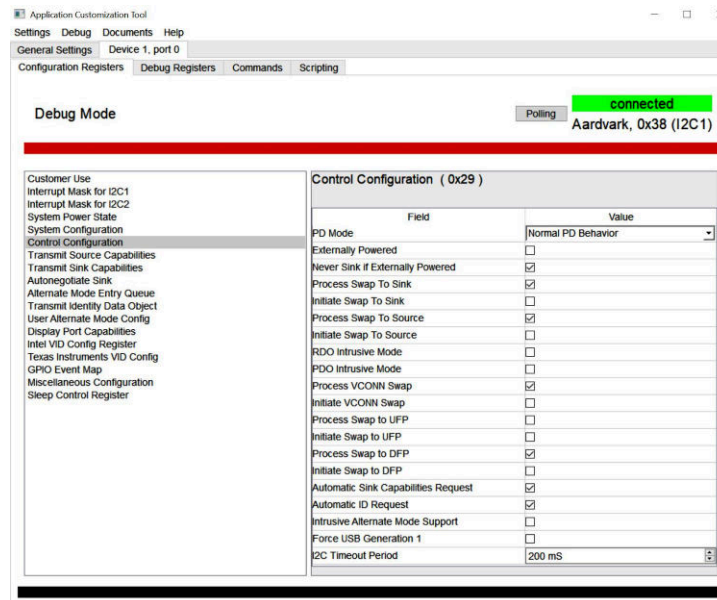 Application Customization Tool
Settings Debug Documents Help
General Settings Device 1, port 0
Configuration Registers Debug Registers Commands Scripting
Debug Mode
Polling
connected
Aardvark, 0x38 (I2C1)
Customer Use
Interrupt Mask for I2C1
Interrupt Mask for I2C2
System Power State
System Configuration
Control Configuration
Transmit Source Capabilities
Transmit Sink Capabilities
Autonegotiate Sink
Alternate Mode Entry Queue
Transmit Identity Data Object
User Alternate Mode Config
Display Port Capabilities
Intel VID Config Register
Texas Instruments VID Config
GPIO Event Map
Miscellaneous Configuration
Sleep Control Register
Control Configuration ( 0x29 )
Field Value
PD Mode Normal PD Behavior
Externally Powered
Never Sink if Externally Powered
Process Swap To Sink
Initiate Swap To Sink
Process Swap To Source
Initiate Swap To Source
RDO Intrusive Mode
PDO Intrusive Mode
Process VCONN Swap
Initiate VCONN Swap
Process Swap to UFP
Initiate Swap to UFP
Process Swap to DFP
Initiate Swap to DFP
Automatic Sink Capabilities Request
Automatic ID Request
Intrusive Alternate Mode Support
Force USB Generation 1
I2C Timeout Period 200 mS